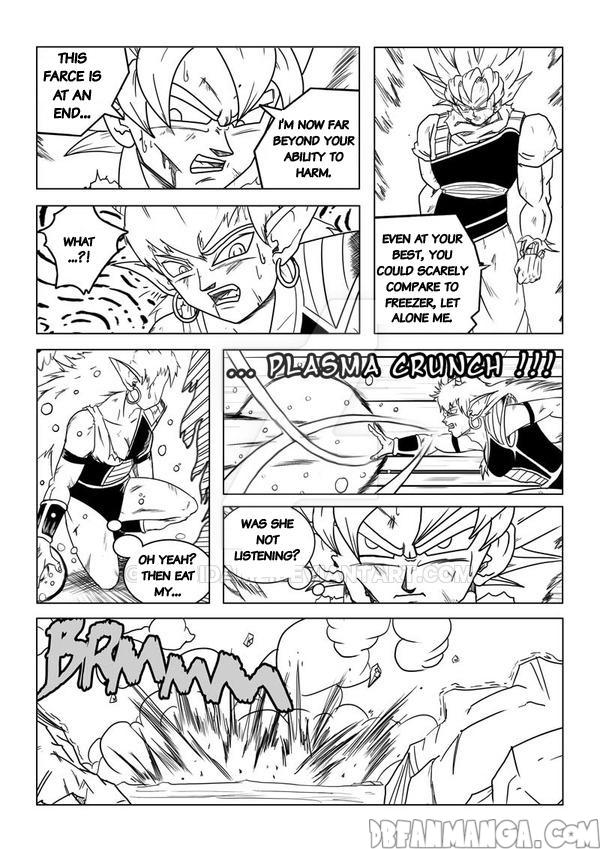 THIS
FARCE IS
AT AN
END...
I'M NOW FAR
BEYOND YOUR
ABILITY TO
HARM.
EVEN AT YOUR
BEST, YOU
COULD SCARELY
COMPARE TO
FREEZER, LET
ALONE ME.
WHAT
...?!
OH YEAH?
THEN EAT
MY...
... PLASMA CRUNCH !!!
WAS SHE
NOT
LISTENING?
BRMMMM
DBFANMANGA.COM